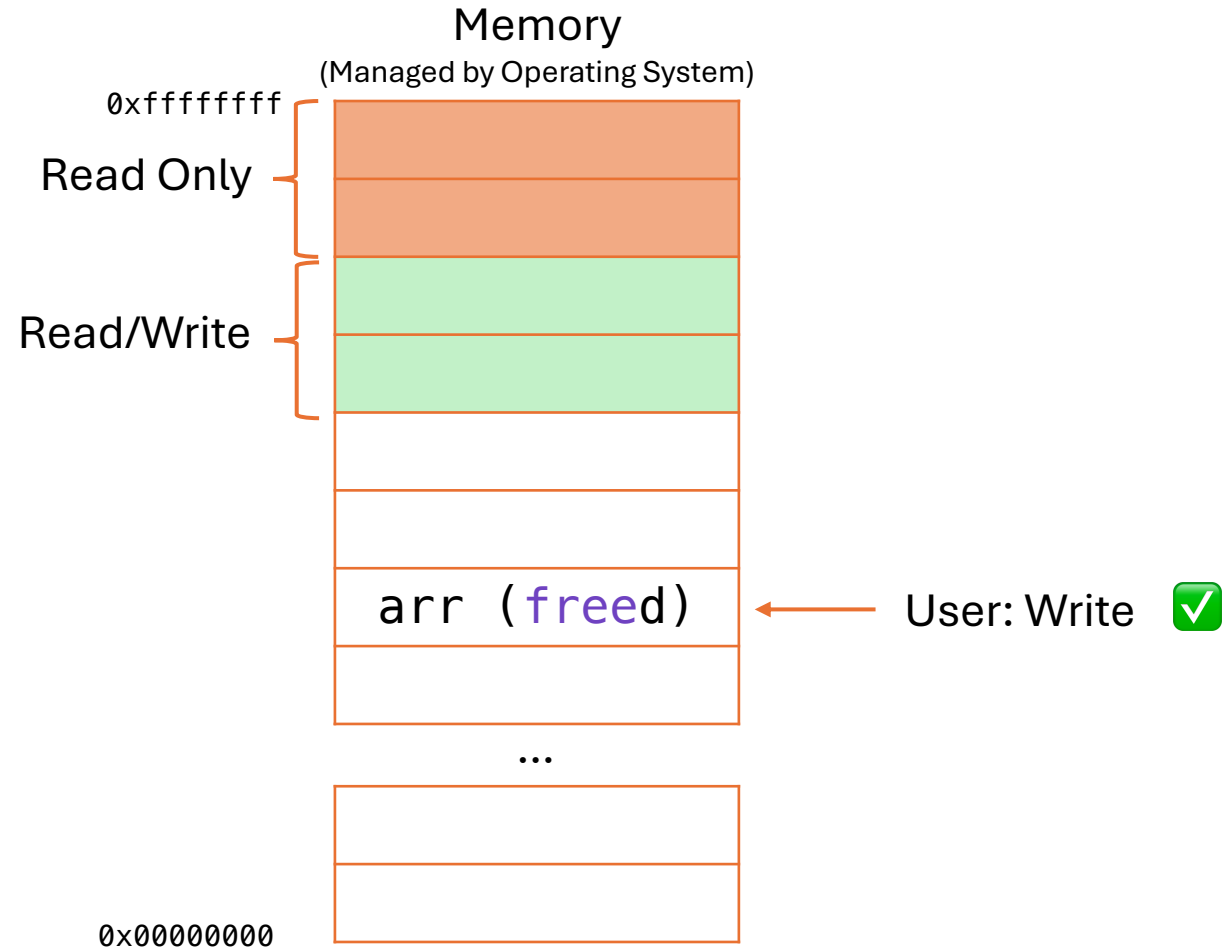 Memory
(Managed by Operating System)
0xffffffff
Read Only
Read/Write
arr (freed)
User: Write ✅
...
0x00000000